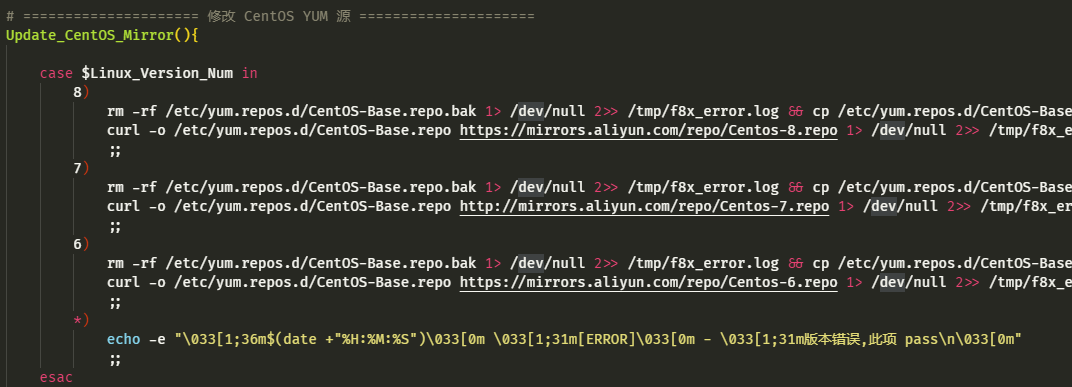 # ===================== 修改 CentOS YUM 源 =====================
Update_CentOS_Mirror(){
case $Linux_Version_Num in
8)
rm -rf /etc/yum.repos.d/CentOS-Base.repo.bak 1> /dev/null 2>> /tmp/f8x_error.log && cp /etc/yum.repos.d/CentOS-Base
curl -o /etc/yum.repos.d/CentOS-Base.repo https://mirrors.aliyun.com/repo/Centos-8.repo 1> /dev/null 2>> /tmp/f8x_
;;
7)
rm -rf /etc/yum.repos.d/CentOS-Base.repo.bak 1> /dev/null 2>> /tmp/f8x_error.log && cp /etc/yum.repos.d/CentOS-Base
curl -o /etc/yum.repos.d/CentOS-Base.repo http://mirrors.aliyun.com/repo/Centos-7.repo 1> /dev/null 2>> /tmp/f8x_er
;;
6)
rm -rf /etc/yum.repos.d/CentOS-Base.repo.bak 1> /dev/null 2>> /tmp/f8x_error.log && cp /etc/yum.repos.d/CentOS-Base
curl -o /etc/yum.repos.d/CentOS-Base.repo https://mirrors.aliyun.com/repo/Centos-6.repo 1> /dev/null 2>> /tmp/f8x_
;;
*)
echo -e "\033[1;36m$(date +"%H:%M:%S")\033[0m \033[1;31m[ERROR]\033[0m - \033[1;31m版本错误,此项 pass\n\033[0m"
;;
esac